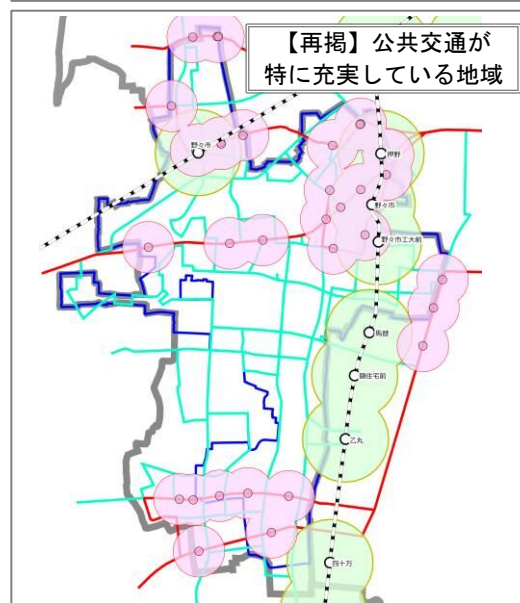 【再掲】公共交通が
特に充実している地域
野々市
押野
野々市
野々市工大前
馬替
額住宅前
乙丸
四十万